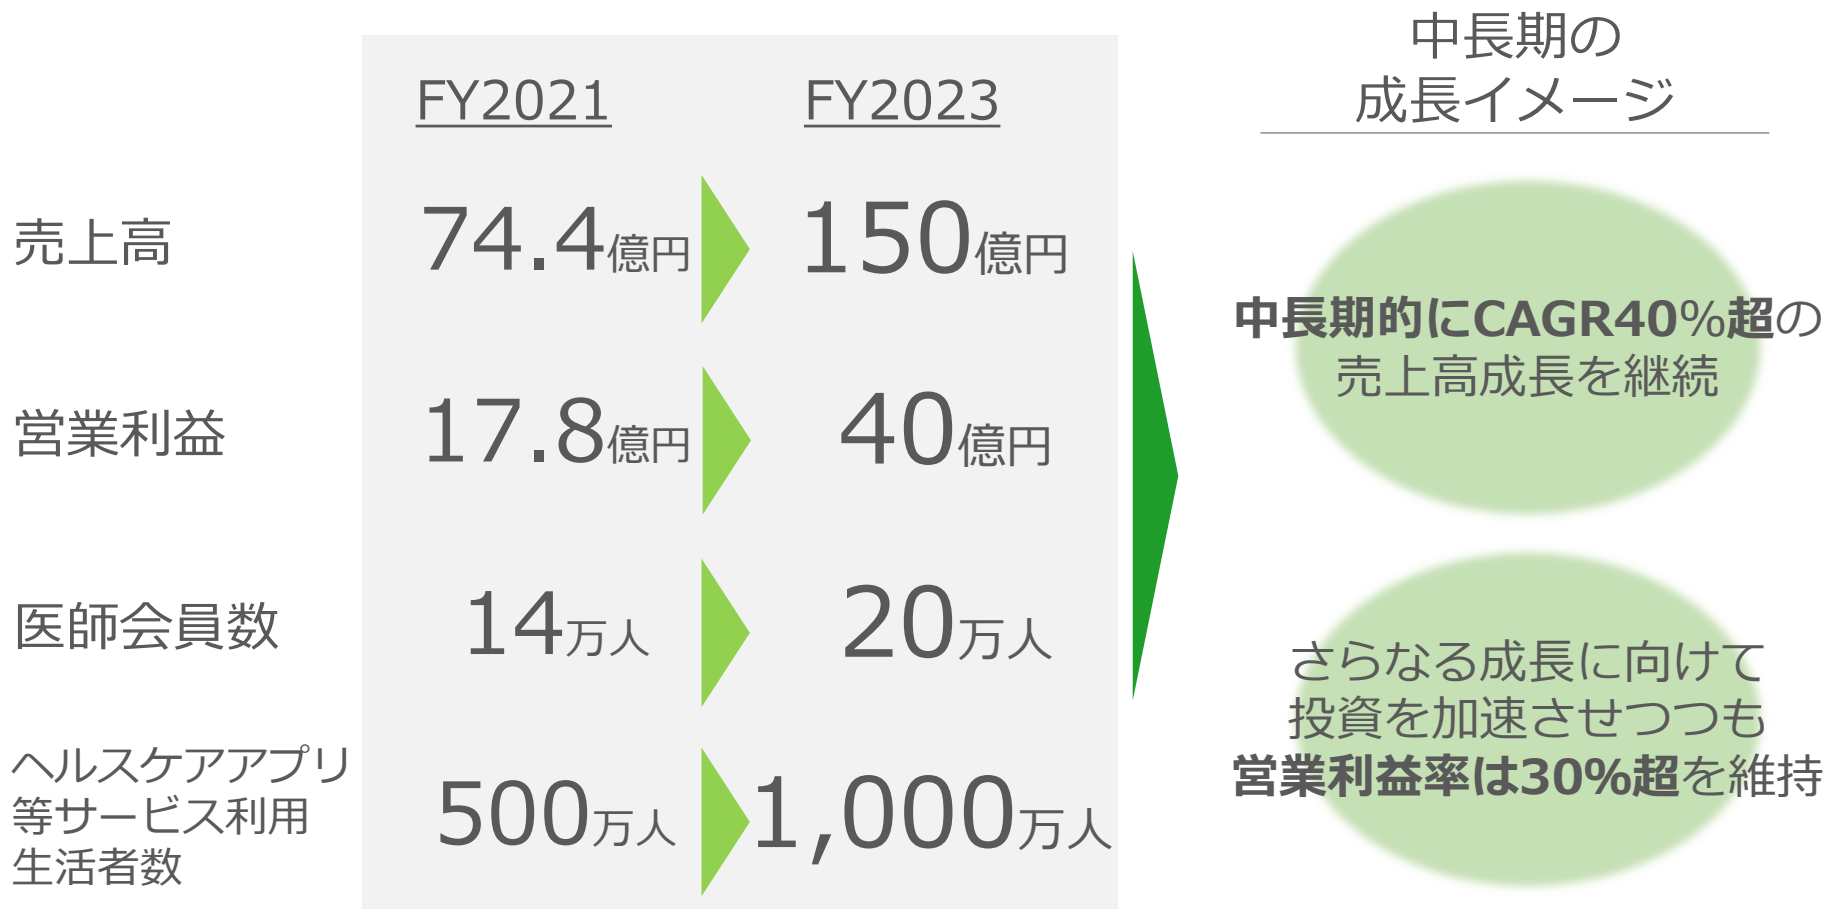 FY2021
FY2023
売上高
74.4億円
150億円
営業利益
17.8億円
40億円
医師会員数
14万人
20万人
ヘルスケアアプリ
等サービス利用
生活者数
500万人
1,000万人
中長期の
成長イメージ
中長期的にCAGR40%超の
売上高成長を継続
さらなる成長に向けて
投資を加速させつつも
営業利益率は30%超を維持